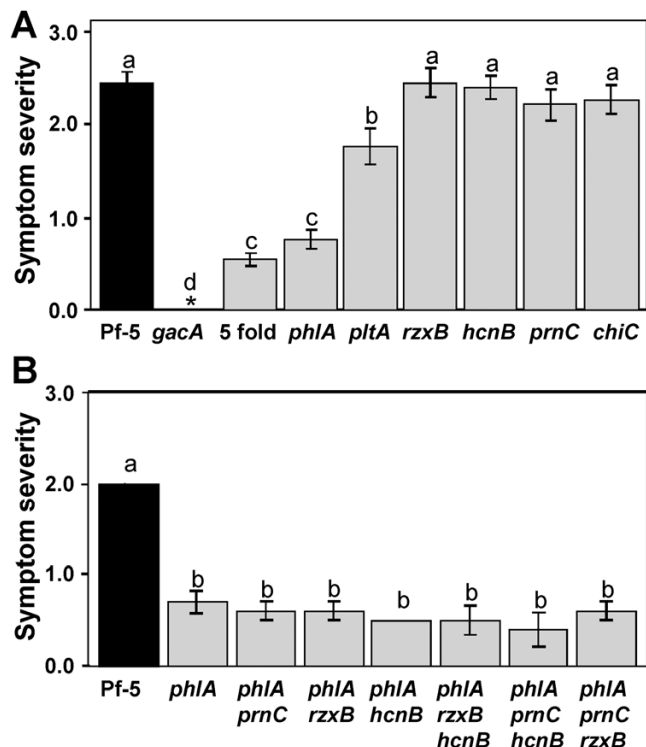 A
Symptom severity
3.0
2.0
1.0
0.0
a
d
*
c
c
b
a
a
a
a
Pf-5 gacA 5 fold phlA pltA rzxB hcnB prnC chiC
B
Symptom severity
3.0
2.0
1.0
0.0
a
b
b
b
b
b
b
b
Pf-5 phlA phlA phlA phlA phlA phlA phlA
prnC rzxB hcnB rzxB prnC prnC
hcnB hcnB rzxB